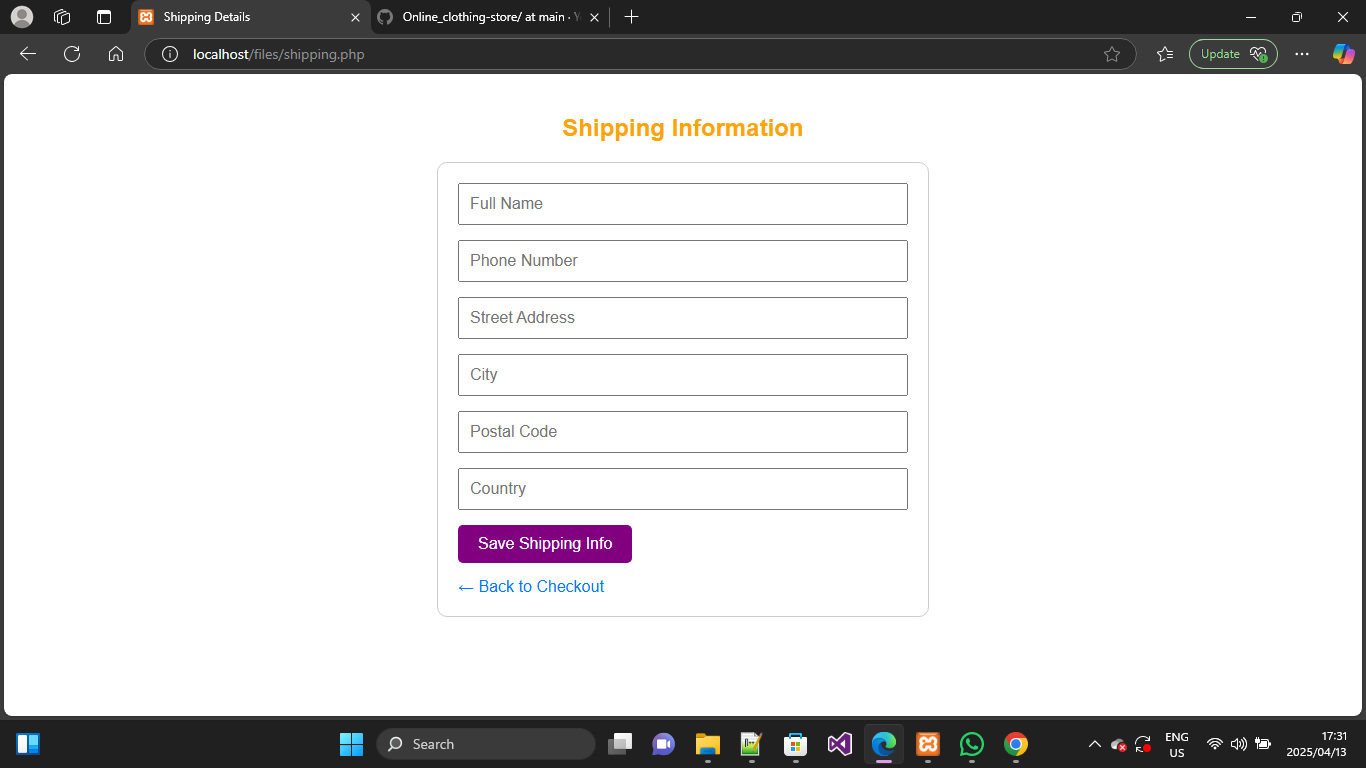 Shipping Details
Online_clothing-store/ at main · Y
localhost/files/shipping.php
Update
Shipping Information
Full Name
Phone Number
Street Address
City
Postal Code
Country
Save Shipping Info
← Back to Checkout
Search
ENG
US
17:31
2025/04/13